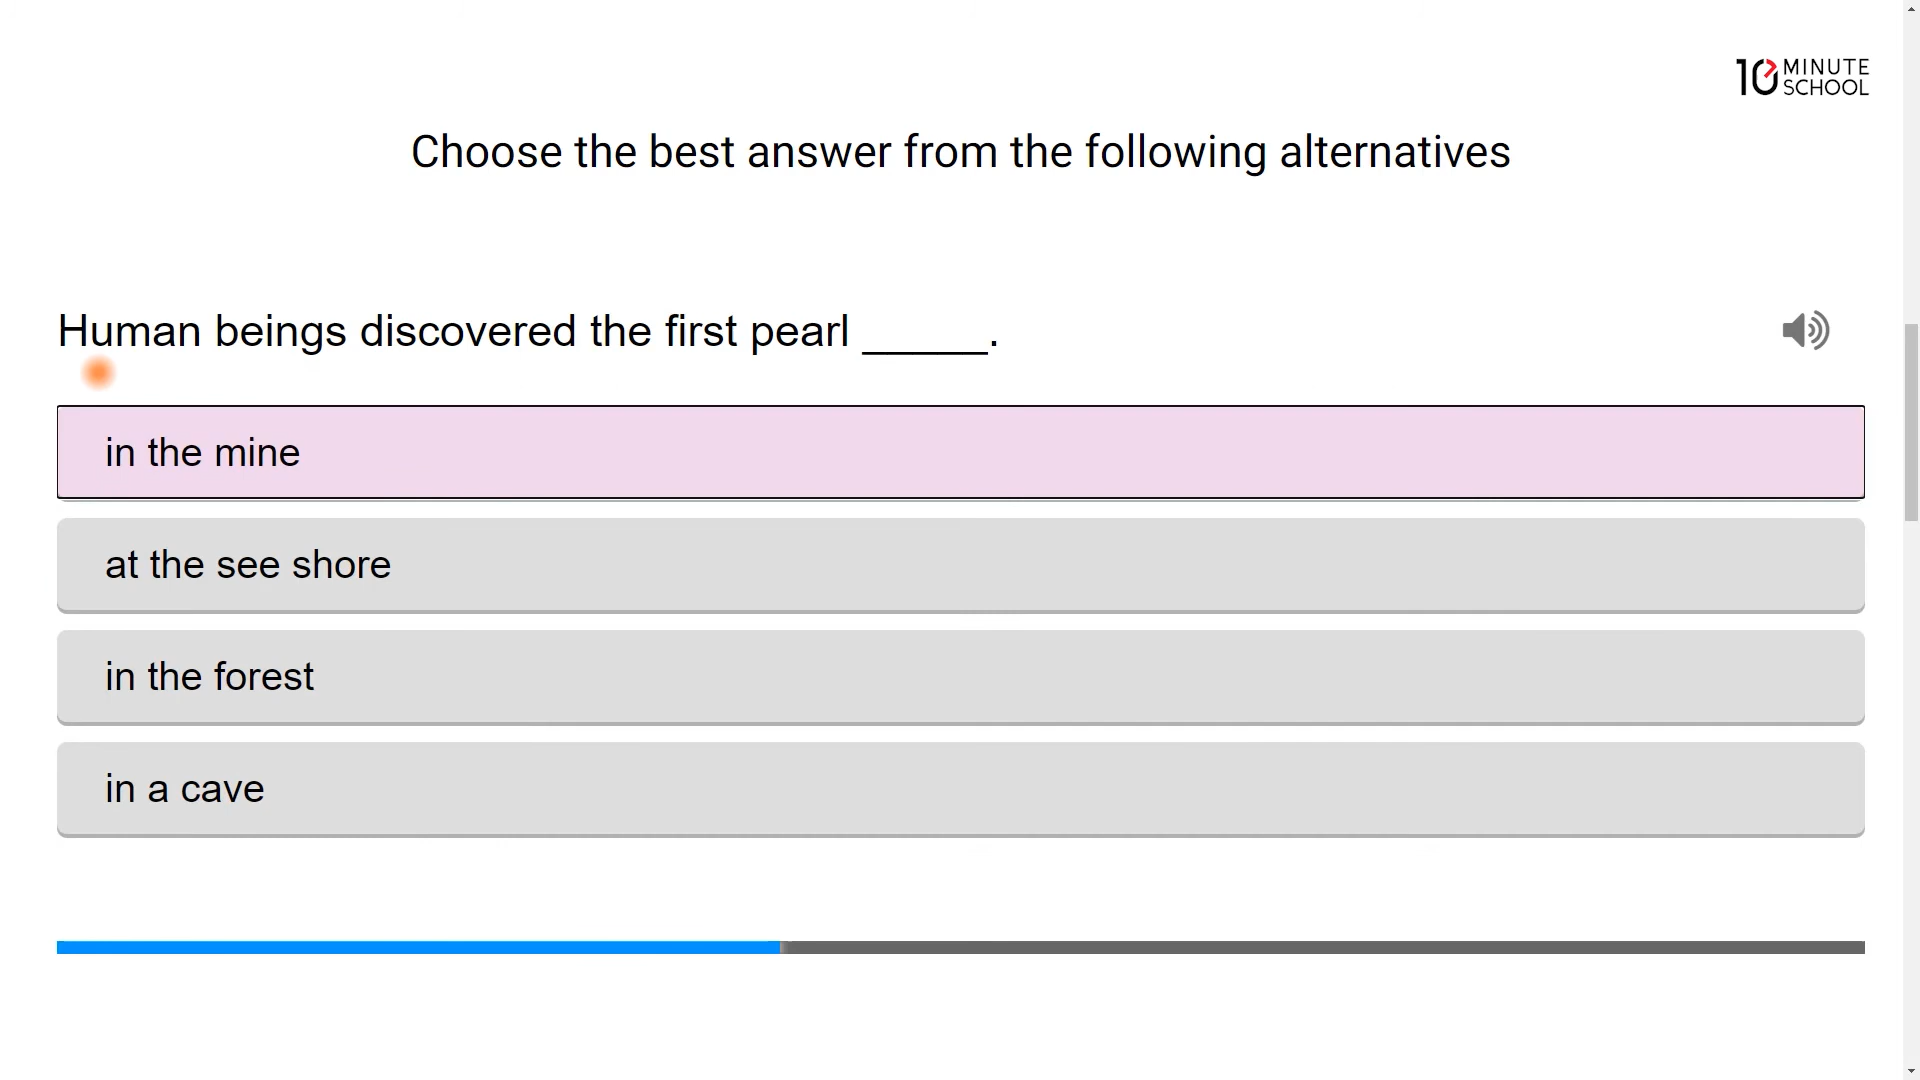 10 MINUTE
SCHOOL
Choose the best answer from the following alternatives
Human beings discovered the first pearl _____.
in the mine
at the see shore
in the forest
in a cave